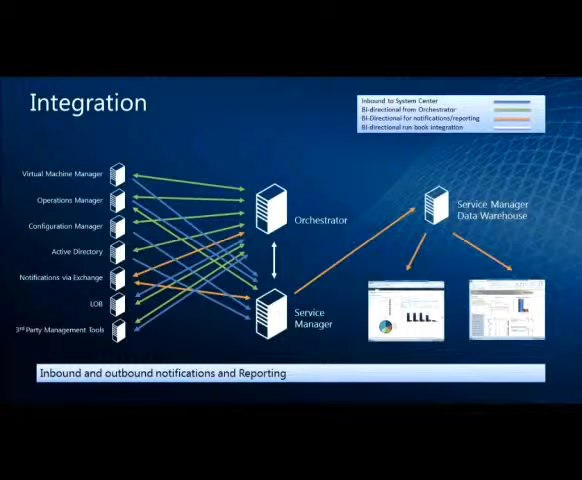 Integration
Inbound to System Center
Bi-directional from Orchestrator
Bi-Directional for notifications/reporting
Bi-directional run book integration
Virtual Machine Manager
Operations Manager
Configuration Manager
Active Directory
Notifications via Exchange
LOB
3rd Party Management Tools
Orchestrator
Service
Manager
Service Manager
Data Warehouse
Inbound and outbound notifications and Reporting